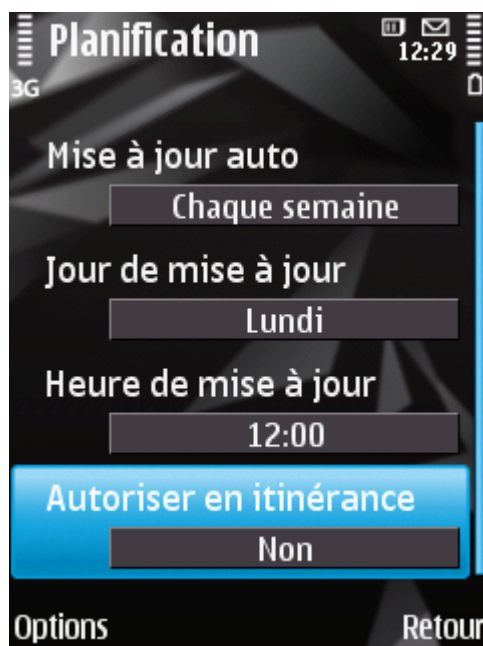 Planification
12:29
3G
Mise à jour auto
Chaque semaine
Jour de mise à jour
Lundi
Heure de mise à jour
12:00
Autoriser en itinérance
Non
Options Retour